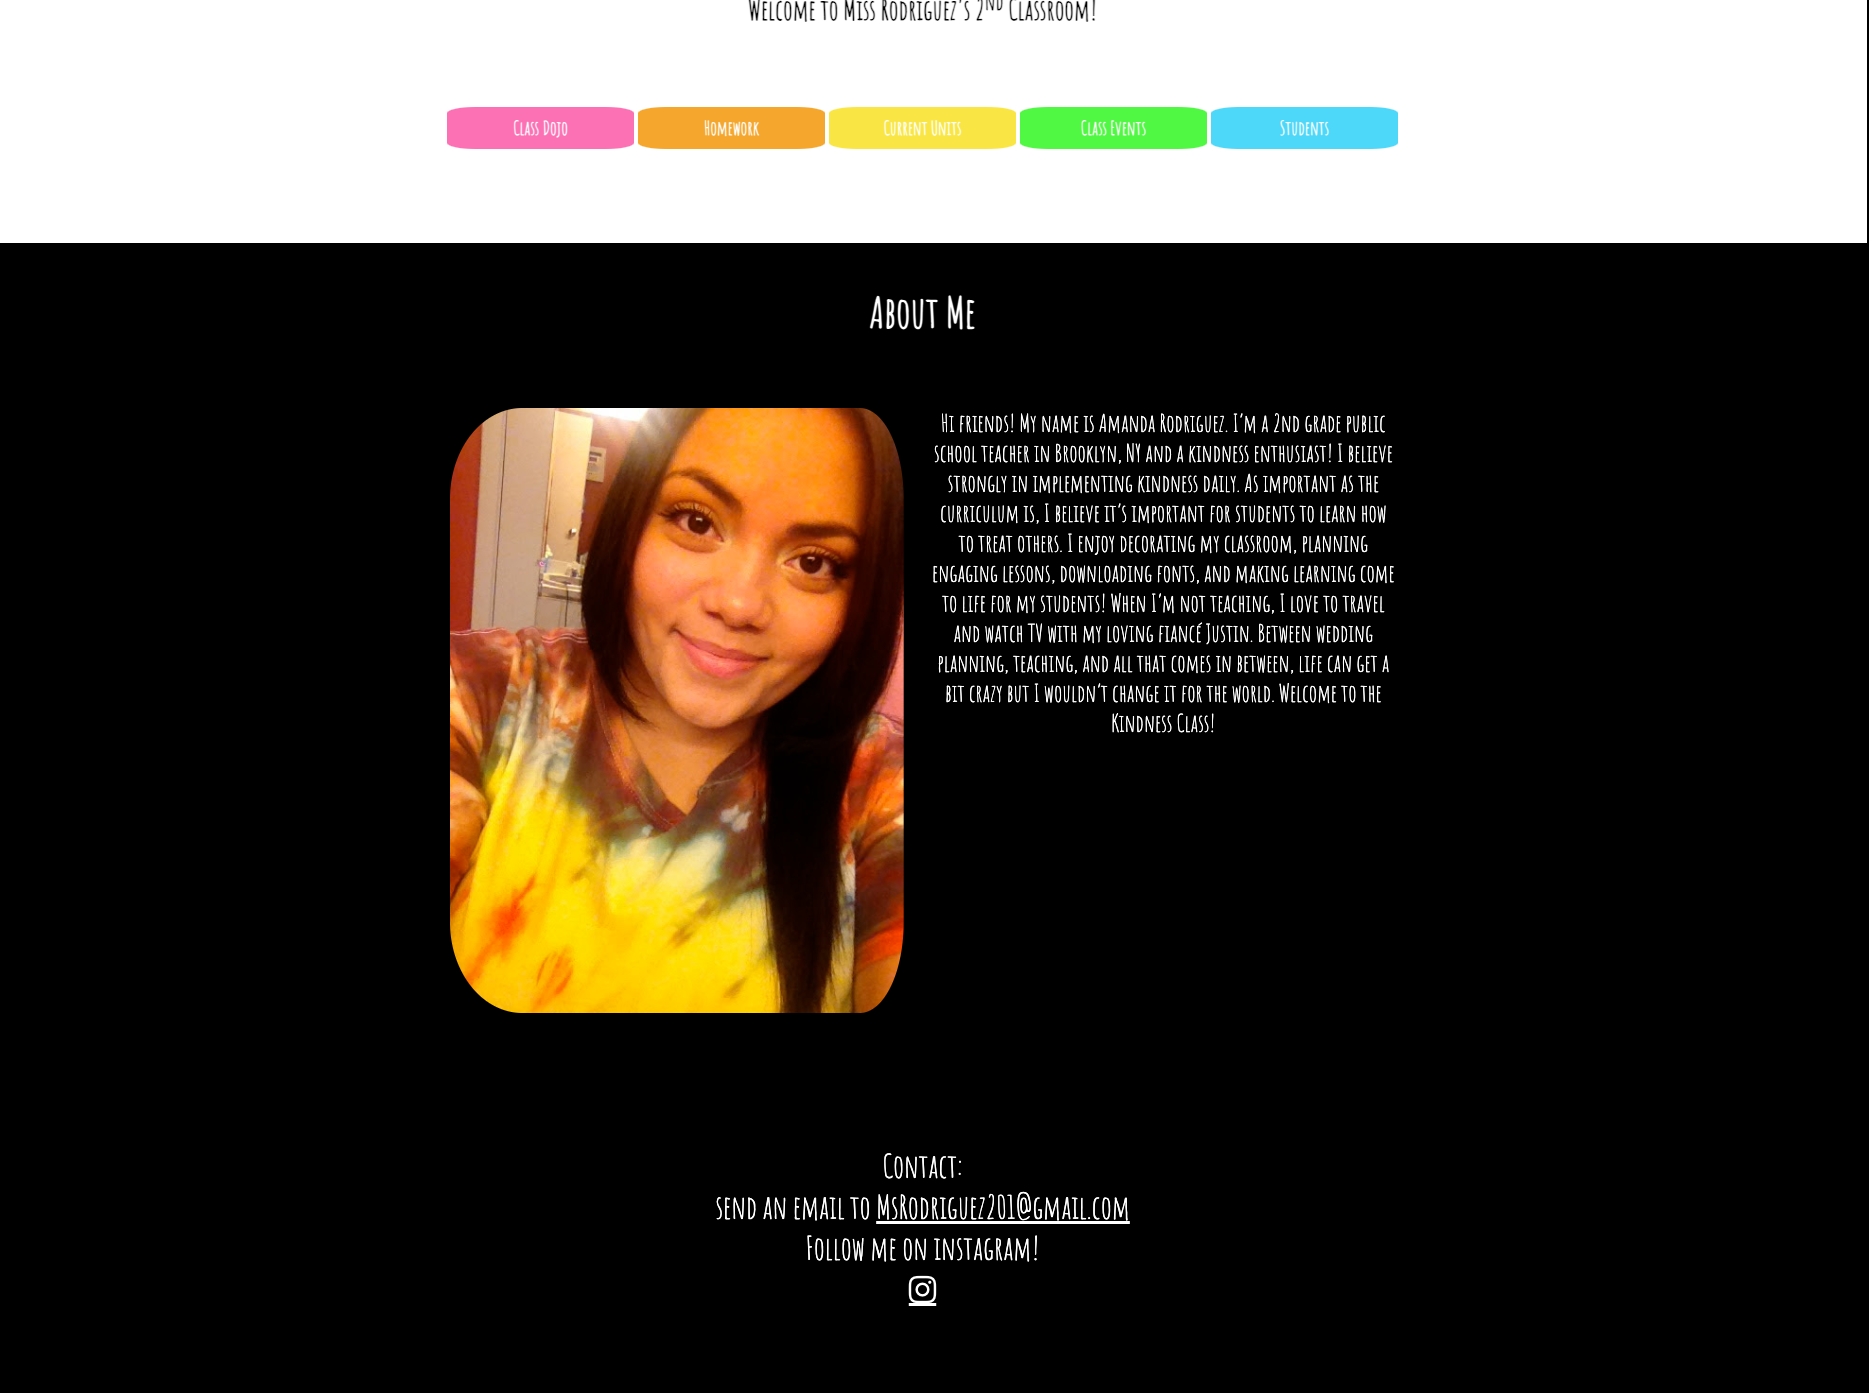 Welcome to Miss Rodriguez's 2nd Classroom!
Class Dojo
Homework
Current Units
Class Events
Students
About Me
Hi friends! My name is Amanda Rodriguez. I'm a 2nd grade public
school teacher in Brooklyn, NY and a kindness enthusiast! I believe
strongly in implementing kindness daily. As important as the
curriculum is, I believe it's important for students to learn how
to treat others. I enjoy decorating my classroom, planning
engaging lessons, downloading fonts, and making learning come
to life for my students! When I'm not teaching, I love to travel
and watch TV with my loving fiancé Justin. Between wedding
planning, teaching, and all that comes in between, life can get a
bit crazy but I wouldn't change it for the world. Welcome to the
Kindness Class!
Contact:
send an email to MsRodriguez201@gmail.com
Follow me on instagram!